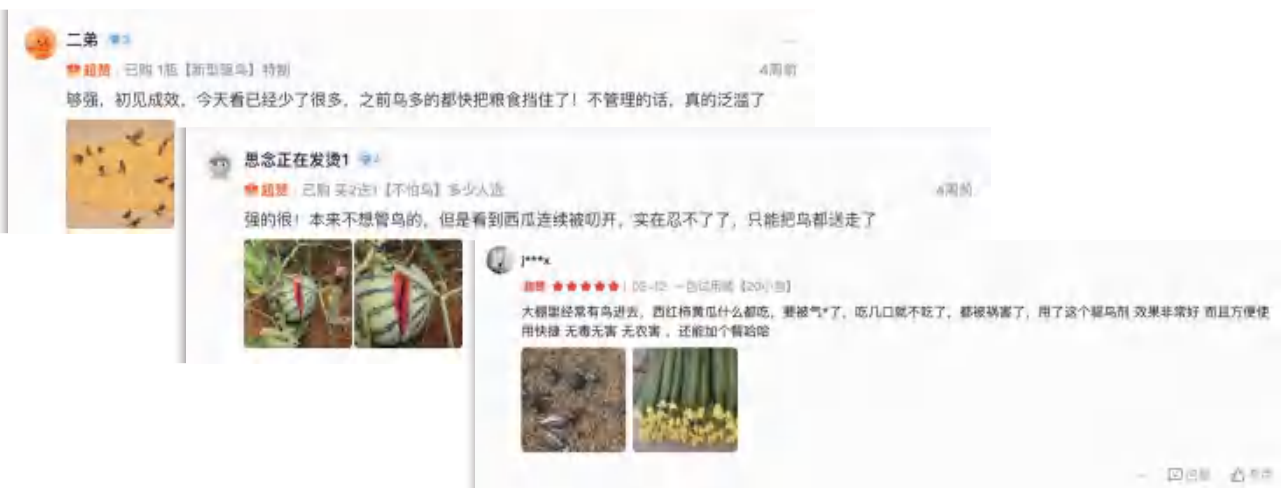 二弟
超赞 已购 1瓶【新型驱鸟】特制
4周前
够强，初见成效，今天看已经少了很多，之前鸟多的都快把粮食挡住了！不管理的话，真的泛滥了
思念正在发烫1
超赞 已购 买2送1【不怕鸟】多少人选
4周前
强的很！本来不想管鸟的，但是看到西瓜连续被叨开，实在忍不了了，只能把鸟都送走了
j***x
超赞
大棚里经常有鸟进去，西红柿黄瓜什么都吃，要被气*了，吃几口就不吃了，都被祸害了，用了这个驱鸟剂 效果非常好 而且方便使
用快捷 无毒无害 无农害 ，还能加个餐哈哈